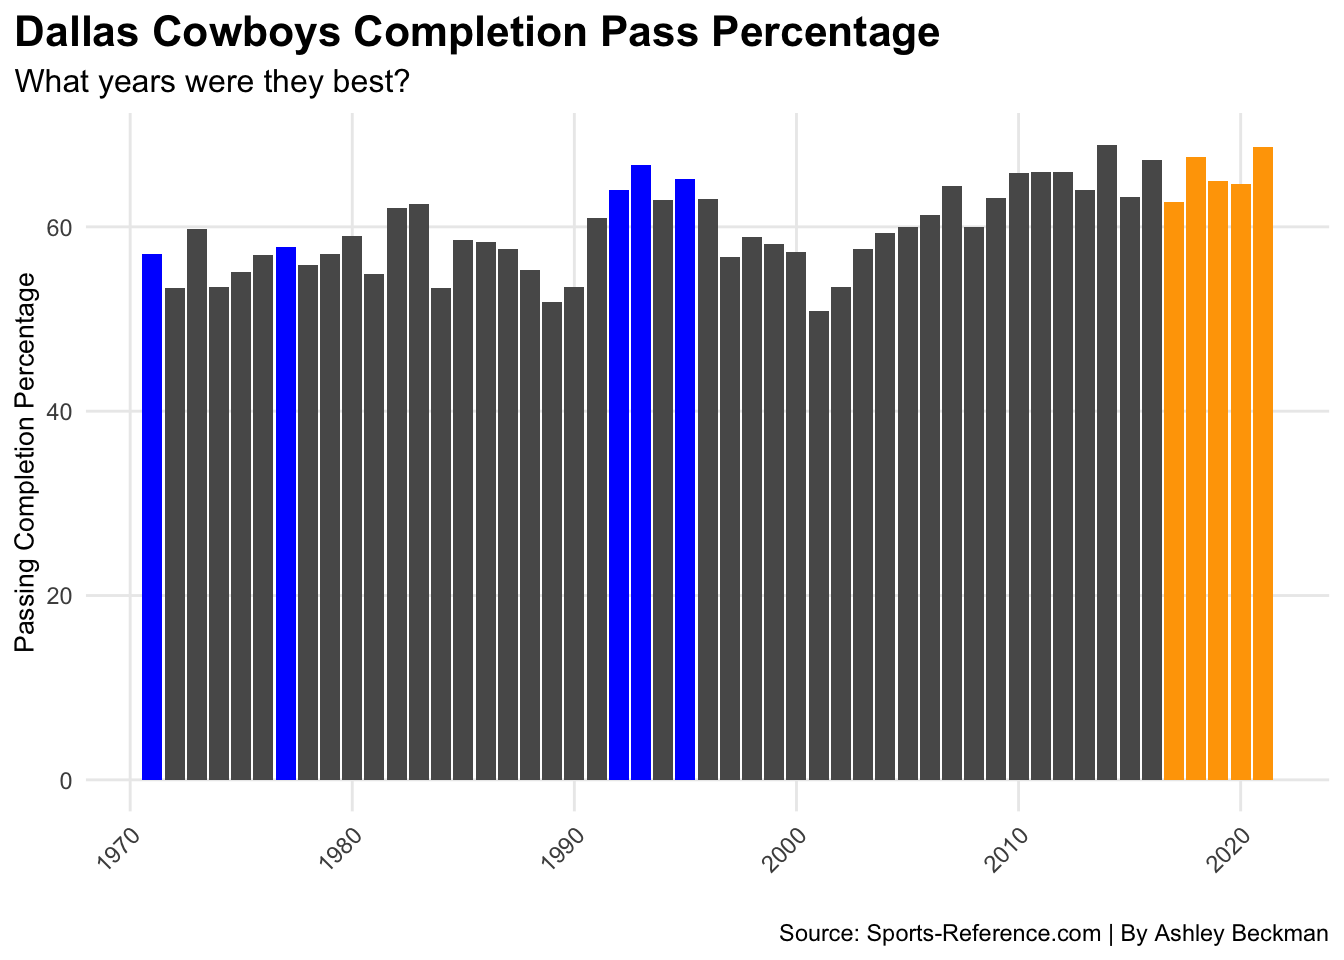 Dallas Cowboys Completion Pass Percentage
What years were they best?
Passing Completion Percentage
60
40
20
0
1970
1980
1990
2000
2010
2020
Source: Sports-Reference.com | By Ashley Beckman